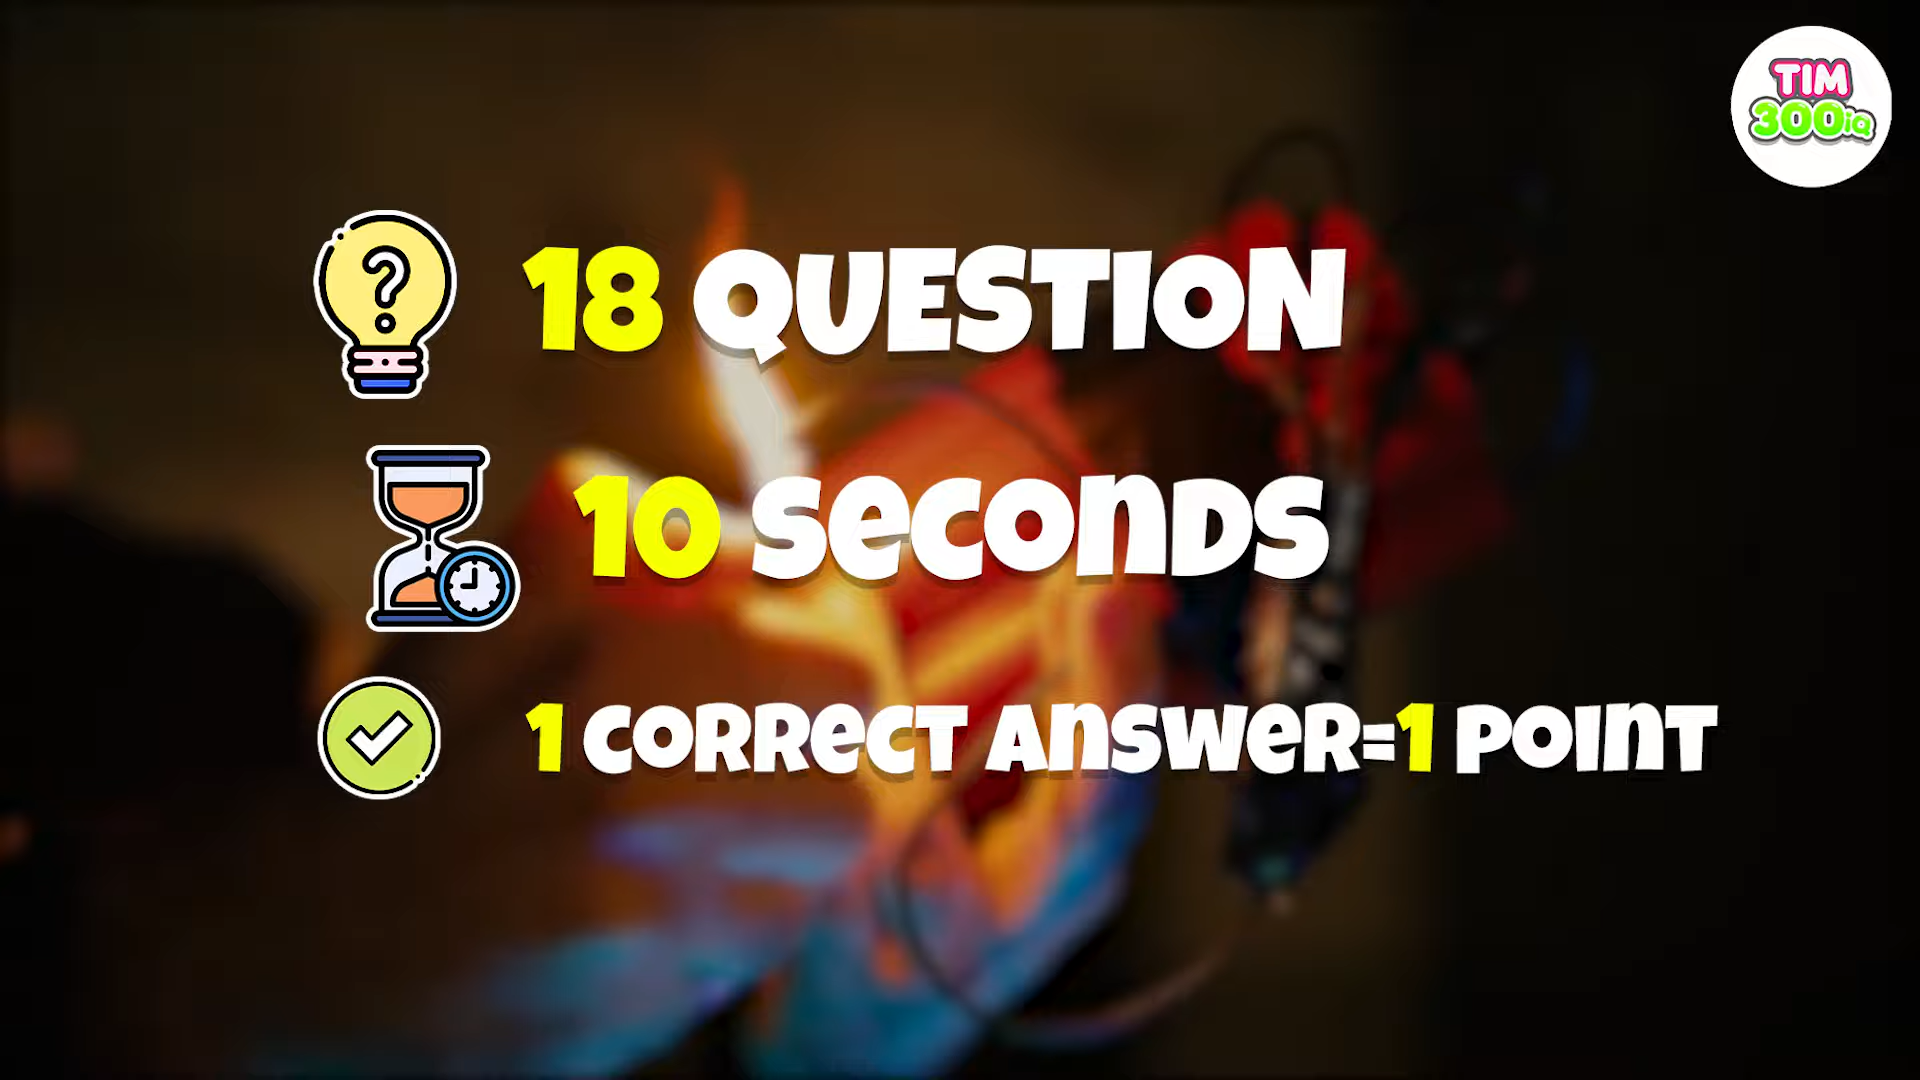 TIM
300iQ
?
18 QUESTION
10 SECONDS
1 CORRECT ANSWER=1 POINT